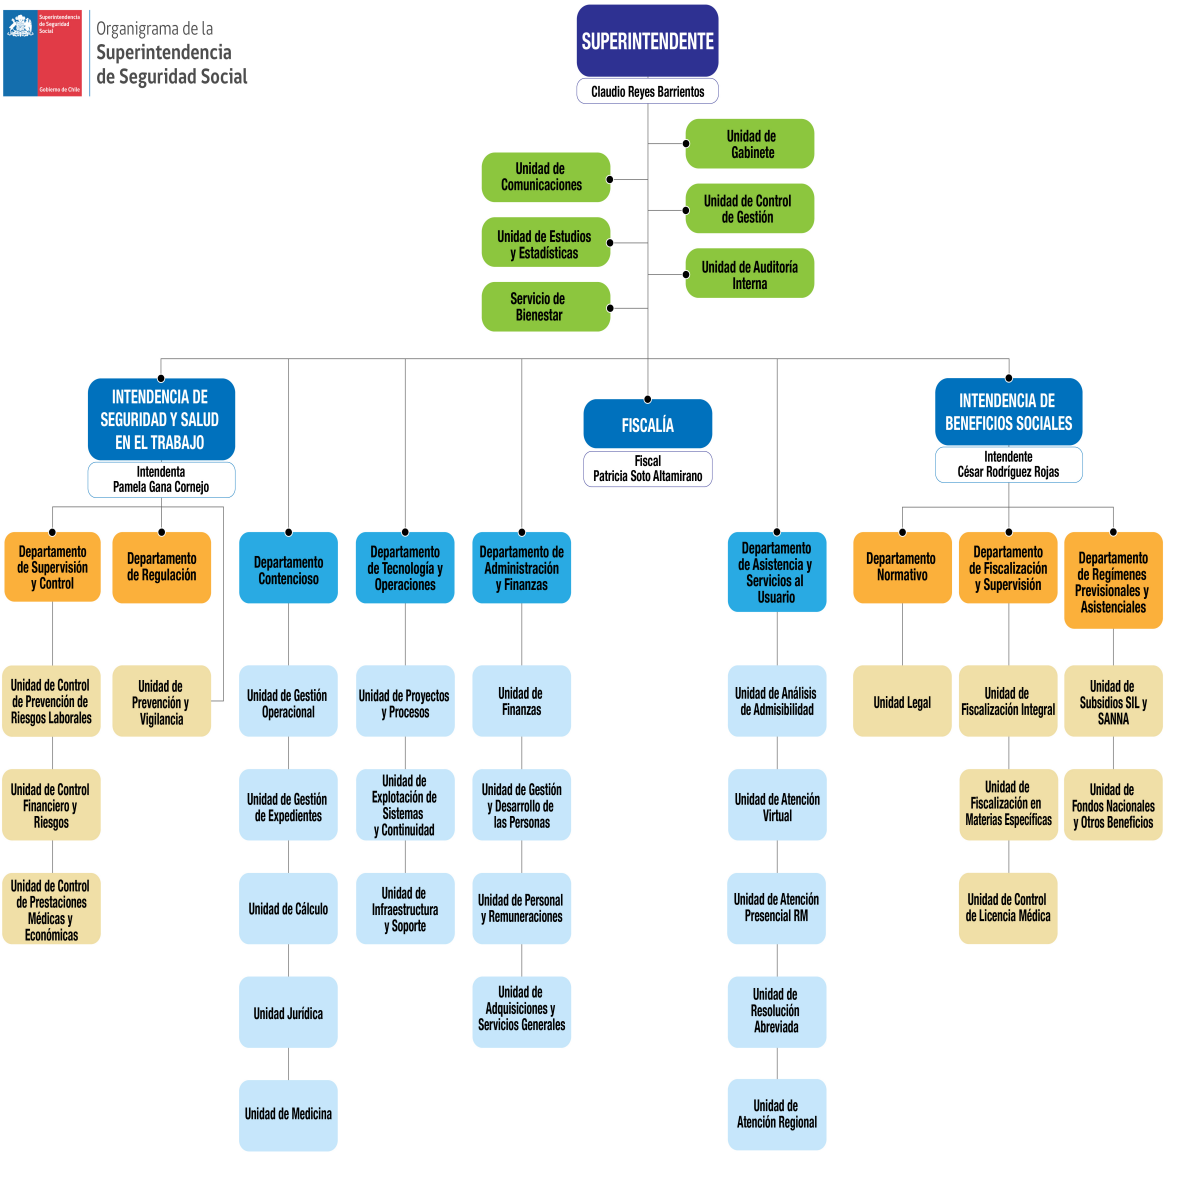 Superintendencia
de Seguridad
Social
Gobierno de Chile
Organigrama de la
Superintendencia
de Seguridad Social
SUPERINTENDENTE
Claudio Reyes Barrientos
Unidad de
Gabinete
Unidad de
Comunicaciones
Unidad de Control
de Gestión
Unidad de Estudios
y Estadísticas
Unidad de Auditoría
Interna
Servicio de
Bienestar
INTENDENCIA DE
SEGURIDAD Y SALUD
EN EL TRABAJO
Intendenta
Pamela Gana Cornejo
FISCALÍA
Fiscal
Patricia Soto Altamirano
INTENDENCIA DE
BENEFICIOS SOCIALES
Intendente
César Rodríguez Rojas
Departamento
de Supervisión
y Control
Departamento
de Regulación
Departamento
Contencioso
Departamento
de Tecnología y
Operaciones
Departamento de
Administración
y Finanzas
Departamento
de Asistencia y
Servicios al
Usuario
Departamento
Normativo
Departamento
de Fiscalización
y Supervisión
Departamento
de Regímenes
Previsionales y
Asistenciales
Unidad de Control
de Prevención de
Riesgos Laborales
Unidad de
Prevención y
Vigilancia
Unidad de Gestión
Operacional
Unidad de Proyectos
y Procesos
Unidad de
Finanzas
Unidad de Análisis
de Admisibilidad
Unidad Legal
Unidad de
Fiscalización Integral
Unidad de
Subsidios SIL y
SANNA
Unidad de Control
Financiero y
Riesgos
Unidad de Gestión
de Expedientes
Unidad de
Explotación de
Sistemas
y Continuidad
Unidad de Gestión
y Desarrollo de
las Personas
Unidad de Atención
Virtual
Unidad de
Fiscalización en
Materias Específicas
Unidad de
Fondos Nacionales
y Otros Beneficios
Unidad de Control
de Prestaciones
Médicas y
Económicas
Unidad de Cálculo
Unidad de
Infraestructura
y Soporte
Unidad de Personal
y Remuneraciones
Unidad de Atención
Presencial RM
Unidad de Control
de Licencia Médica
Unidad Jurídica
Unidad de
Adquisiciones y
Servicios Generales
Unidad de
Resolución
Abreviada
Unidad de Medicina
Unidad de
Atención Regional